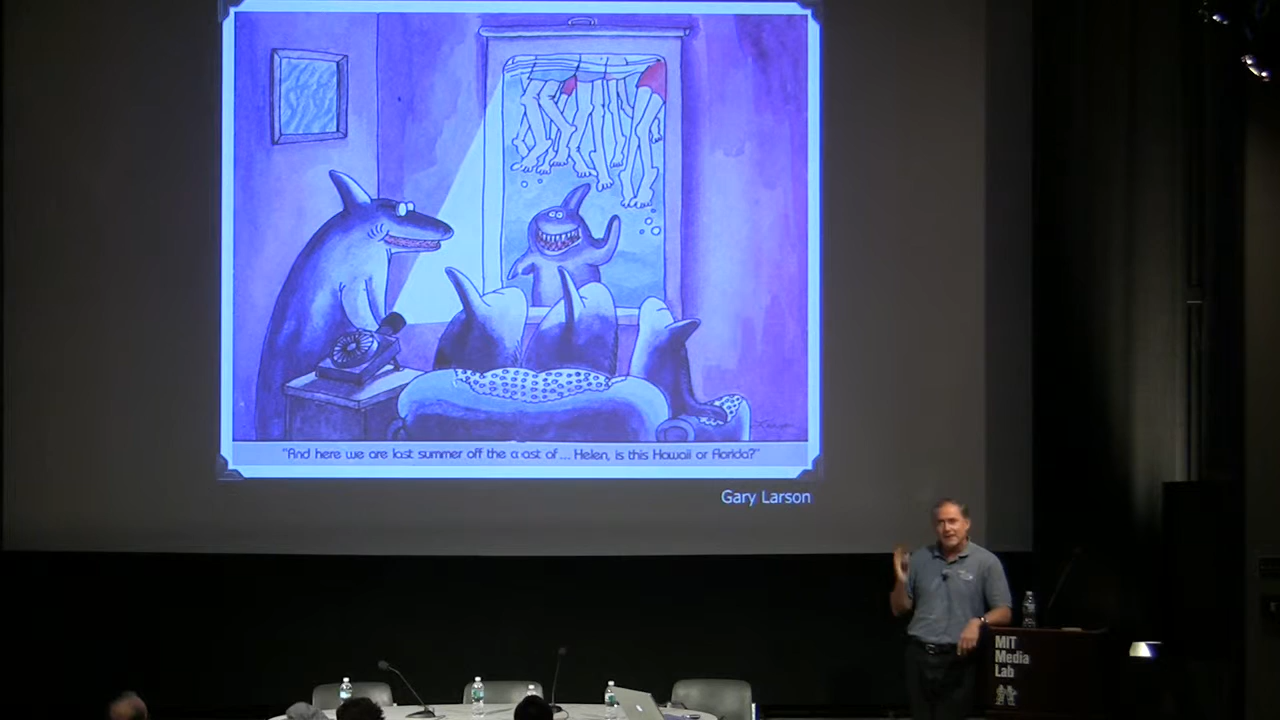 "And here we are last summer off the coast of ... Helen, is this Hawaii or Florida?"
Gary Larson
MIT
Media
Lab